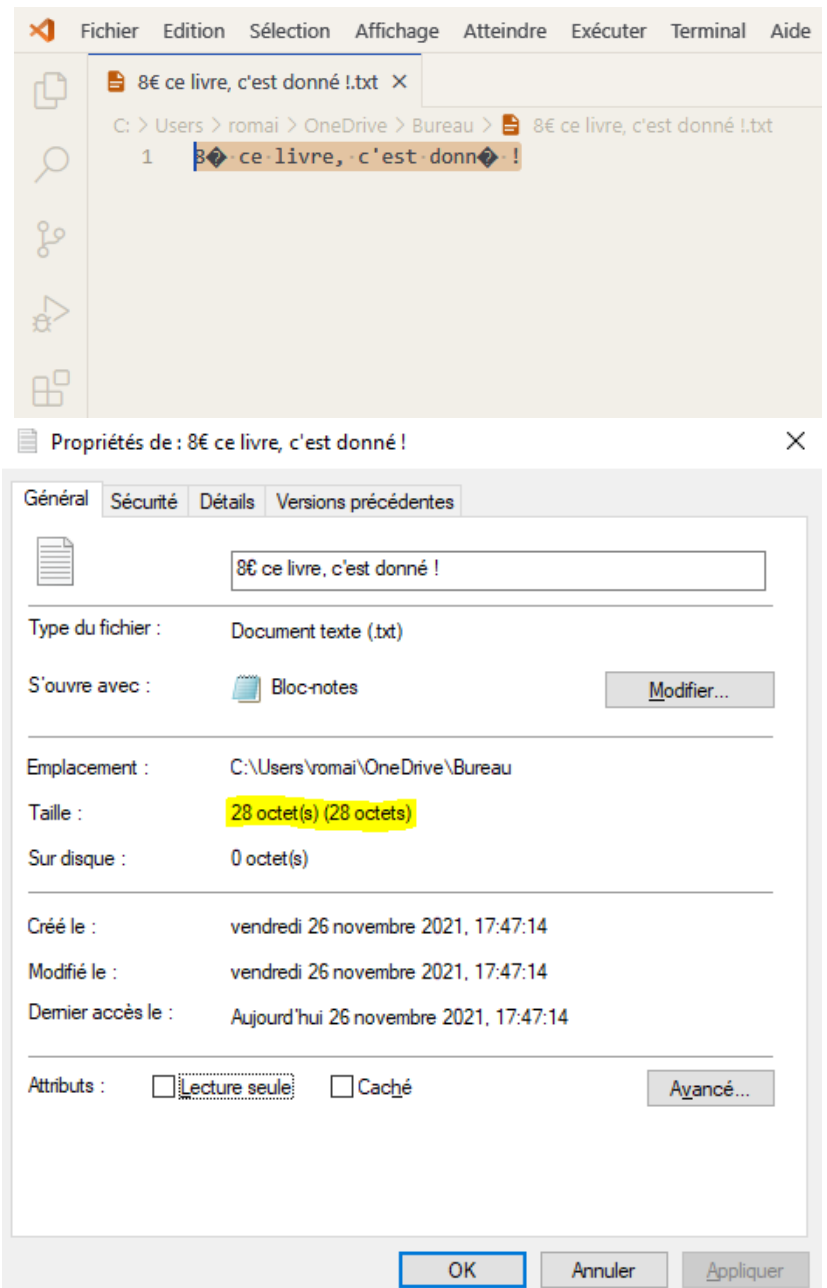 Fichier Edition Sélection Affichage Atteindre Exécuter Terminal Aide
8€ ce livre, c'est donné !.txt ×
C: > Users > romai > OneDrive > Bureau > 8€ ce livre, c'est donné !.txt
1 8�·ce·livre,·c'est·donn�·!
Propriétés de : 8€ ce livre, c'est donné !
Général Sécurité Détails Versions précédentes
8€ ce livre, c'est donné !
Type du fichier : Document texte (.txt)
S'ouvre avec : Bloc-notes Modifier...
Emplacement : C:\Users\romai\OneDrive\Bureau
Taille : 28 octet(s) (28 octets)
Sur disque : 0 octet(s)
Créé le : vendredi 26 novembre 2021, 17:47:14
Modifié le : vendredi 26 novembre 2021, 17:47:14
Dernier accès le : Aujourd'hui 26 novembre 2021, 17:47:14
Attributs : Lecture seule Caché Avancé...
OK Annuler Appliquer